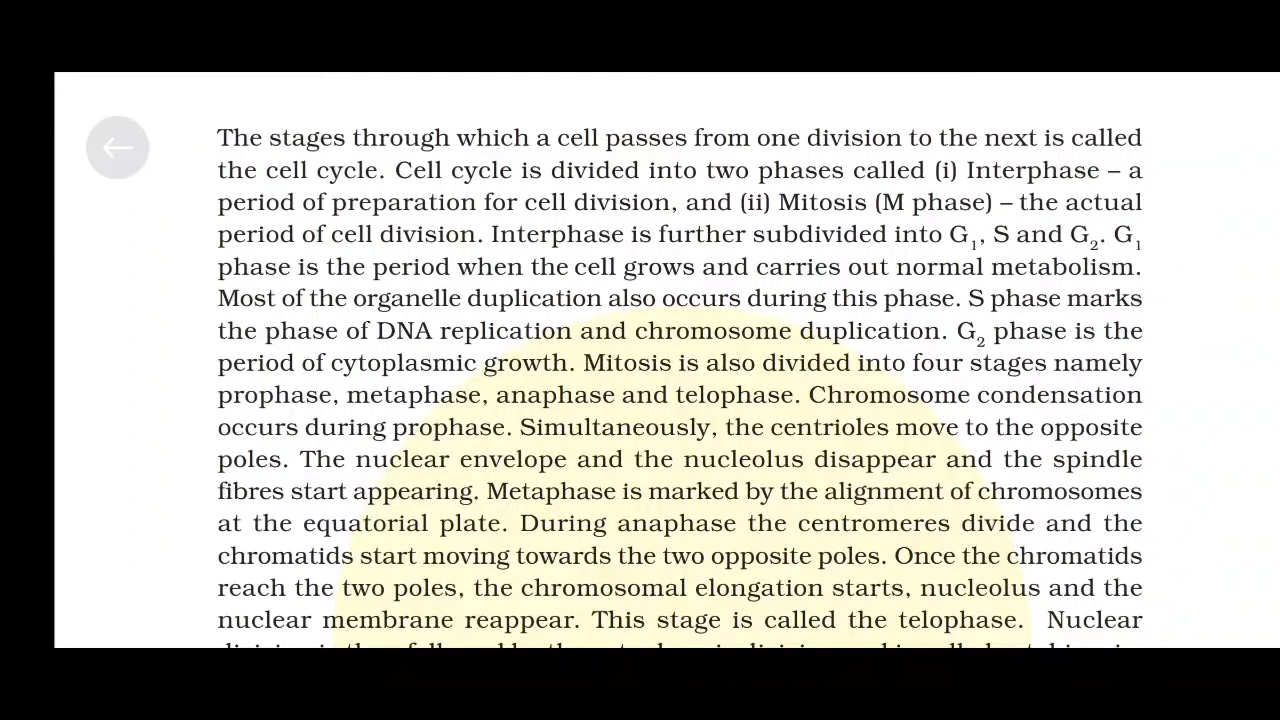 The stages through which a cell passes from one division to the next is called
the cell cycle. Cell cycle is divided into two phases called (i) Interphase – a
period of preparation for cell division, and (ii) Mitosis (M phase) – the actual
period of cell division. Interphase is further subdivided into G₁, S and G₂. G₁
phase is the period when the cell grows and carries out normal metabolism.
Most of the organelle duplication also occurs during this phase. S phase marks
the phase of DNA replication and chromosome duplication. G₂ phase is the
period of cytoplasmic growth. Mitosis is also divided into four stages namely
prophase, metaphase, anaphase and telophase. Chromosome condensation
occurs during prophase. Simultaneously, the centrioles move to the opposite
poles. The nuclear envelope and the nucleolus disappear and the spindle
fibres start appearing. Metaphase is marked by the alignment of chromosomes
at the equatorial plate. During anaphase the centromeres divide and the
chromatids start moving towards the two opposite poles. Once the chromatids
reach the two poles, the chromosomal elongation starts, nucleolus and the
nuclear membrane reappear. This stage is called the telophase. Nuclear